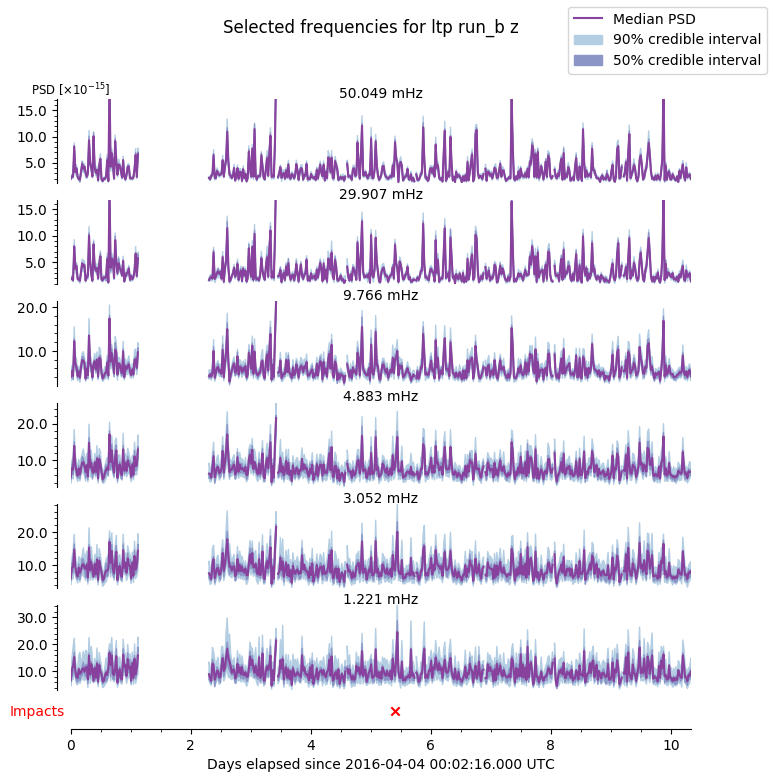 Selected frequencies for ltp run_b z
Median PSD
90% credible interval
50% credible interval
PSD [×10⁻¹⁵]
50.049 mHz
15.0
10.0
5.0
29.907 mHz
15.0
10.0
5.0
9.766 mHz
20.0
10.0
4.883 mHz
20.0
10.0
3.052 mHz
20.0
10.0
1.221 mHz
30.0
20.0
10.0
Impacts
0 2 4 6 8 10
Days elapsed since 2016-04-04 00:02:16.000 UTC